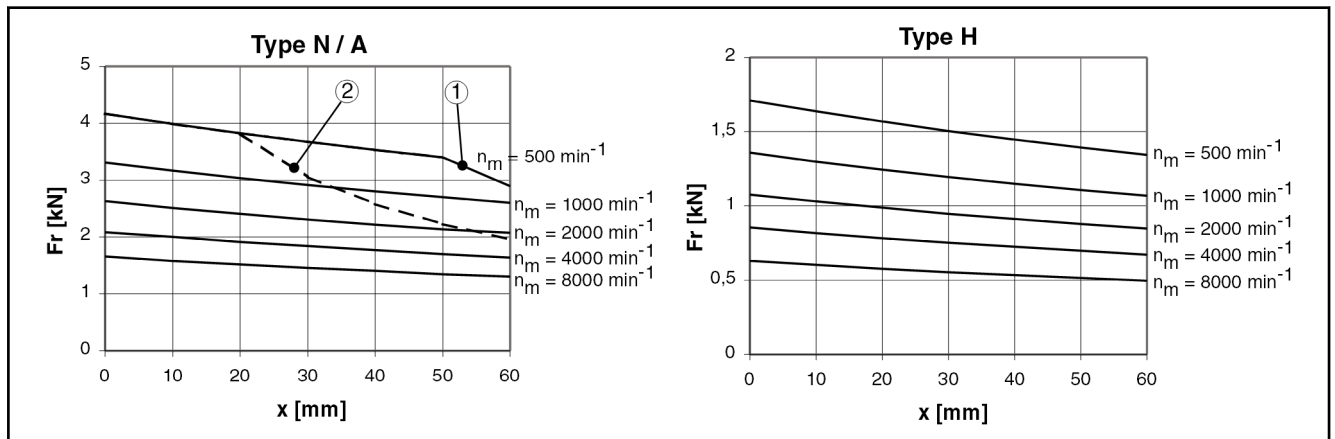 Type N / A
Fr [kN]
5
4
3
2
1
0
0 10 20 30 40 50 60
x [mm]
②
①
n_m = 500 min⁻¹
n_m = 1000 min⁻¹
n_m = 2000 min⁻¹
n_m = 4000 min⁻¹
n_m = 8000 min⁻¹
Type H
Fr [kN]
2
1,5
1
0,5
0
0 10 20 30 40 50 60
x [mm]
n_m = 500 min⁻¹
n_m = 1000 min⁻¹
n_m = 2000 min⁻¹
n_m = 4000 min⁻¹
n_m = 8000 min⁻¹